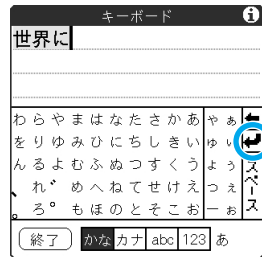 キーボード i
世界に
わ ら や ま は な た さ か あ ゃ ぁ
を り ゆ み ひ に ち し き い ゅ ぃ
ん る よ む ふ ぬ つ す く う ょ ぅ
、 れ ゛ め へ ね て せ け え っ ぇ
。 ろ ゜ も ほ の と そ こ お ー ぉ
スペース
終了 かな カナ abc 123 あ